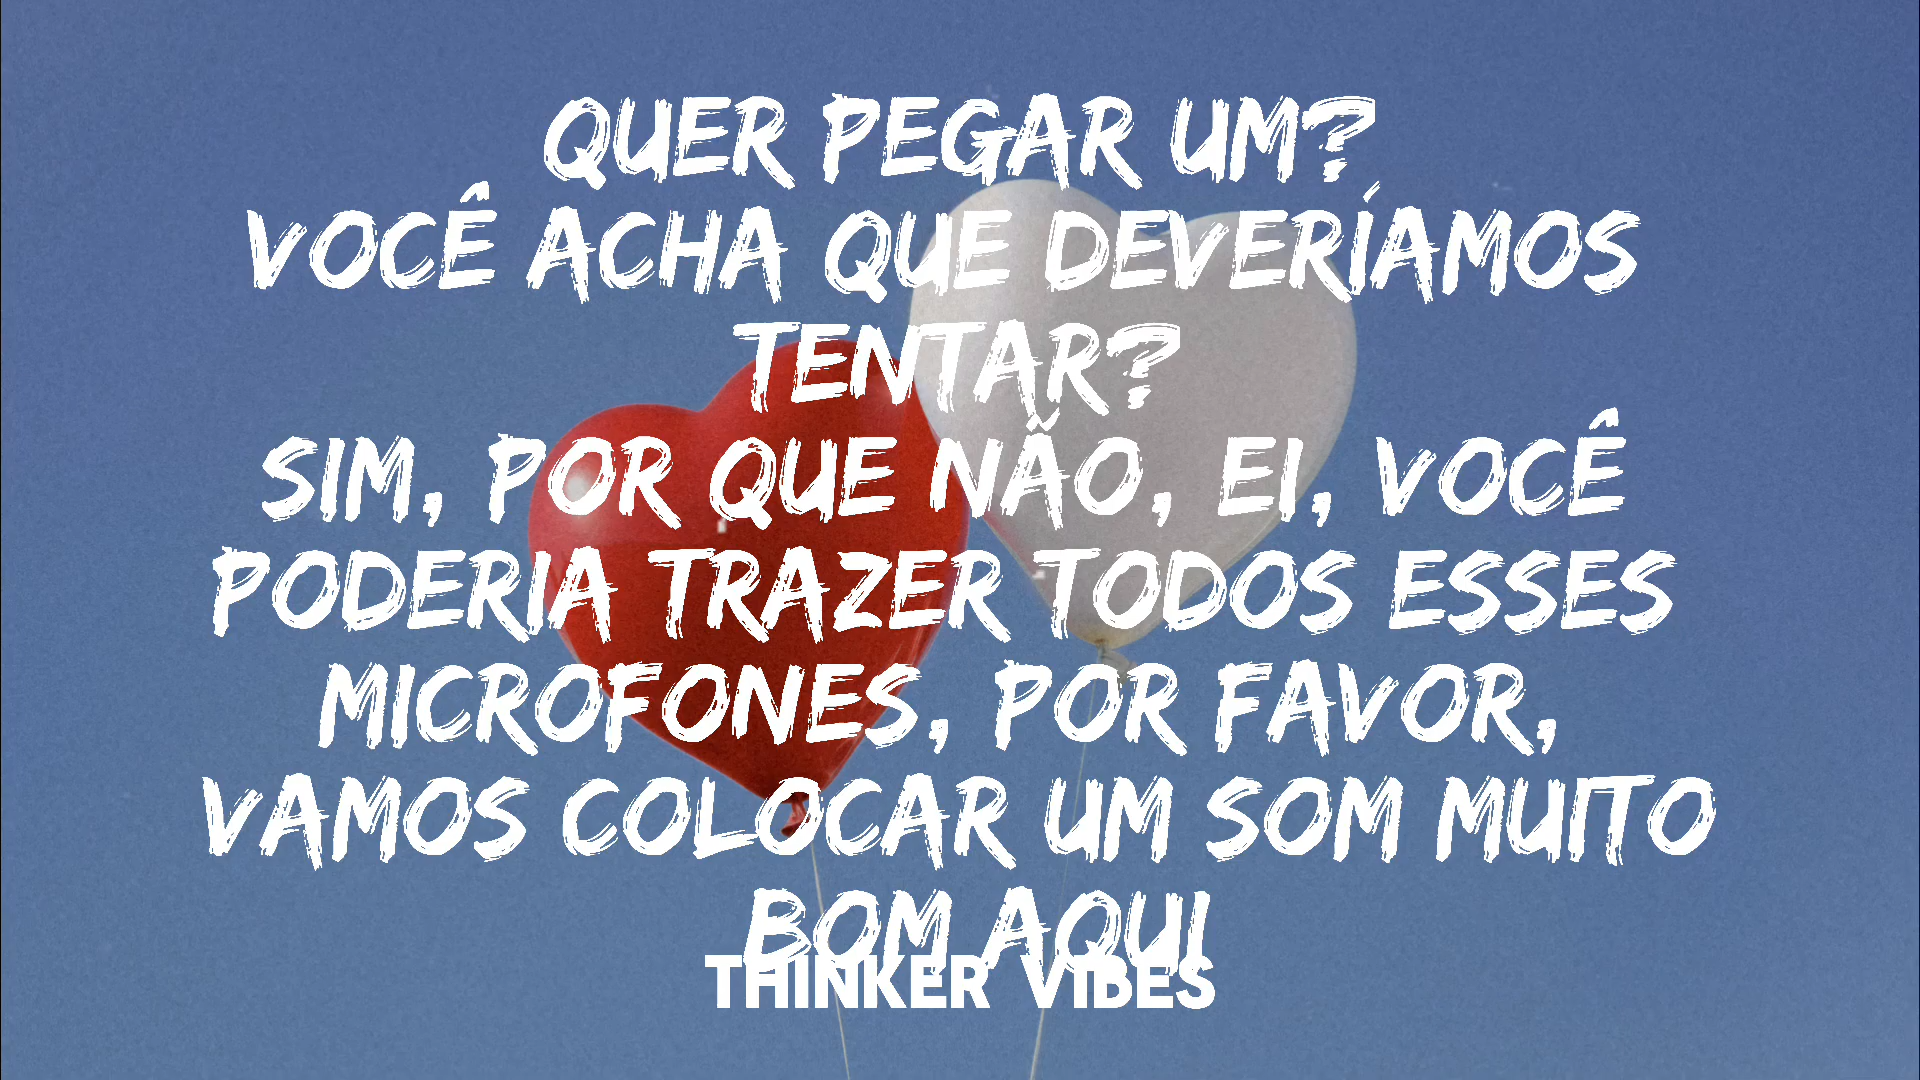 QUER PEGAR UM?
VOCÊ ACHA QUE DEVERÍAMOS
TENTAR?
SIM, POR QUE NÃO, EI, VOCÊ
PODERIA TRAZER TODOS ESSES
MICROFONES, POR FAVOR,
VAMOS COLOCAR UM SOM MUITO
BOM AQUI
THINKER VIBES